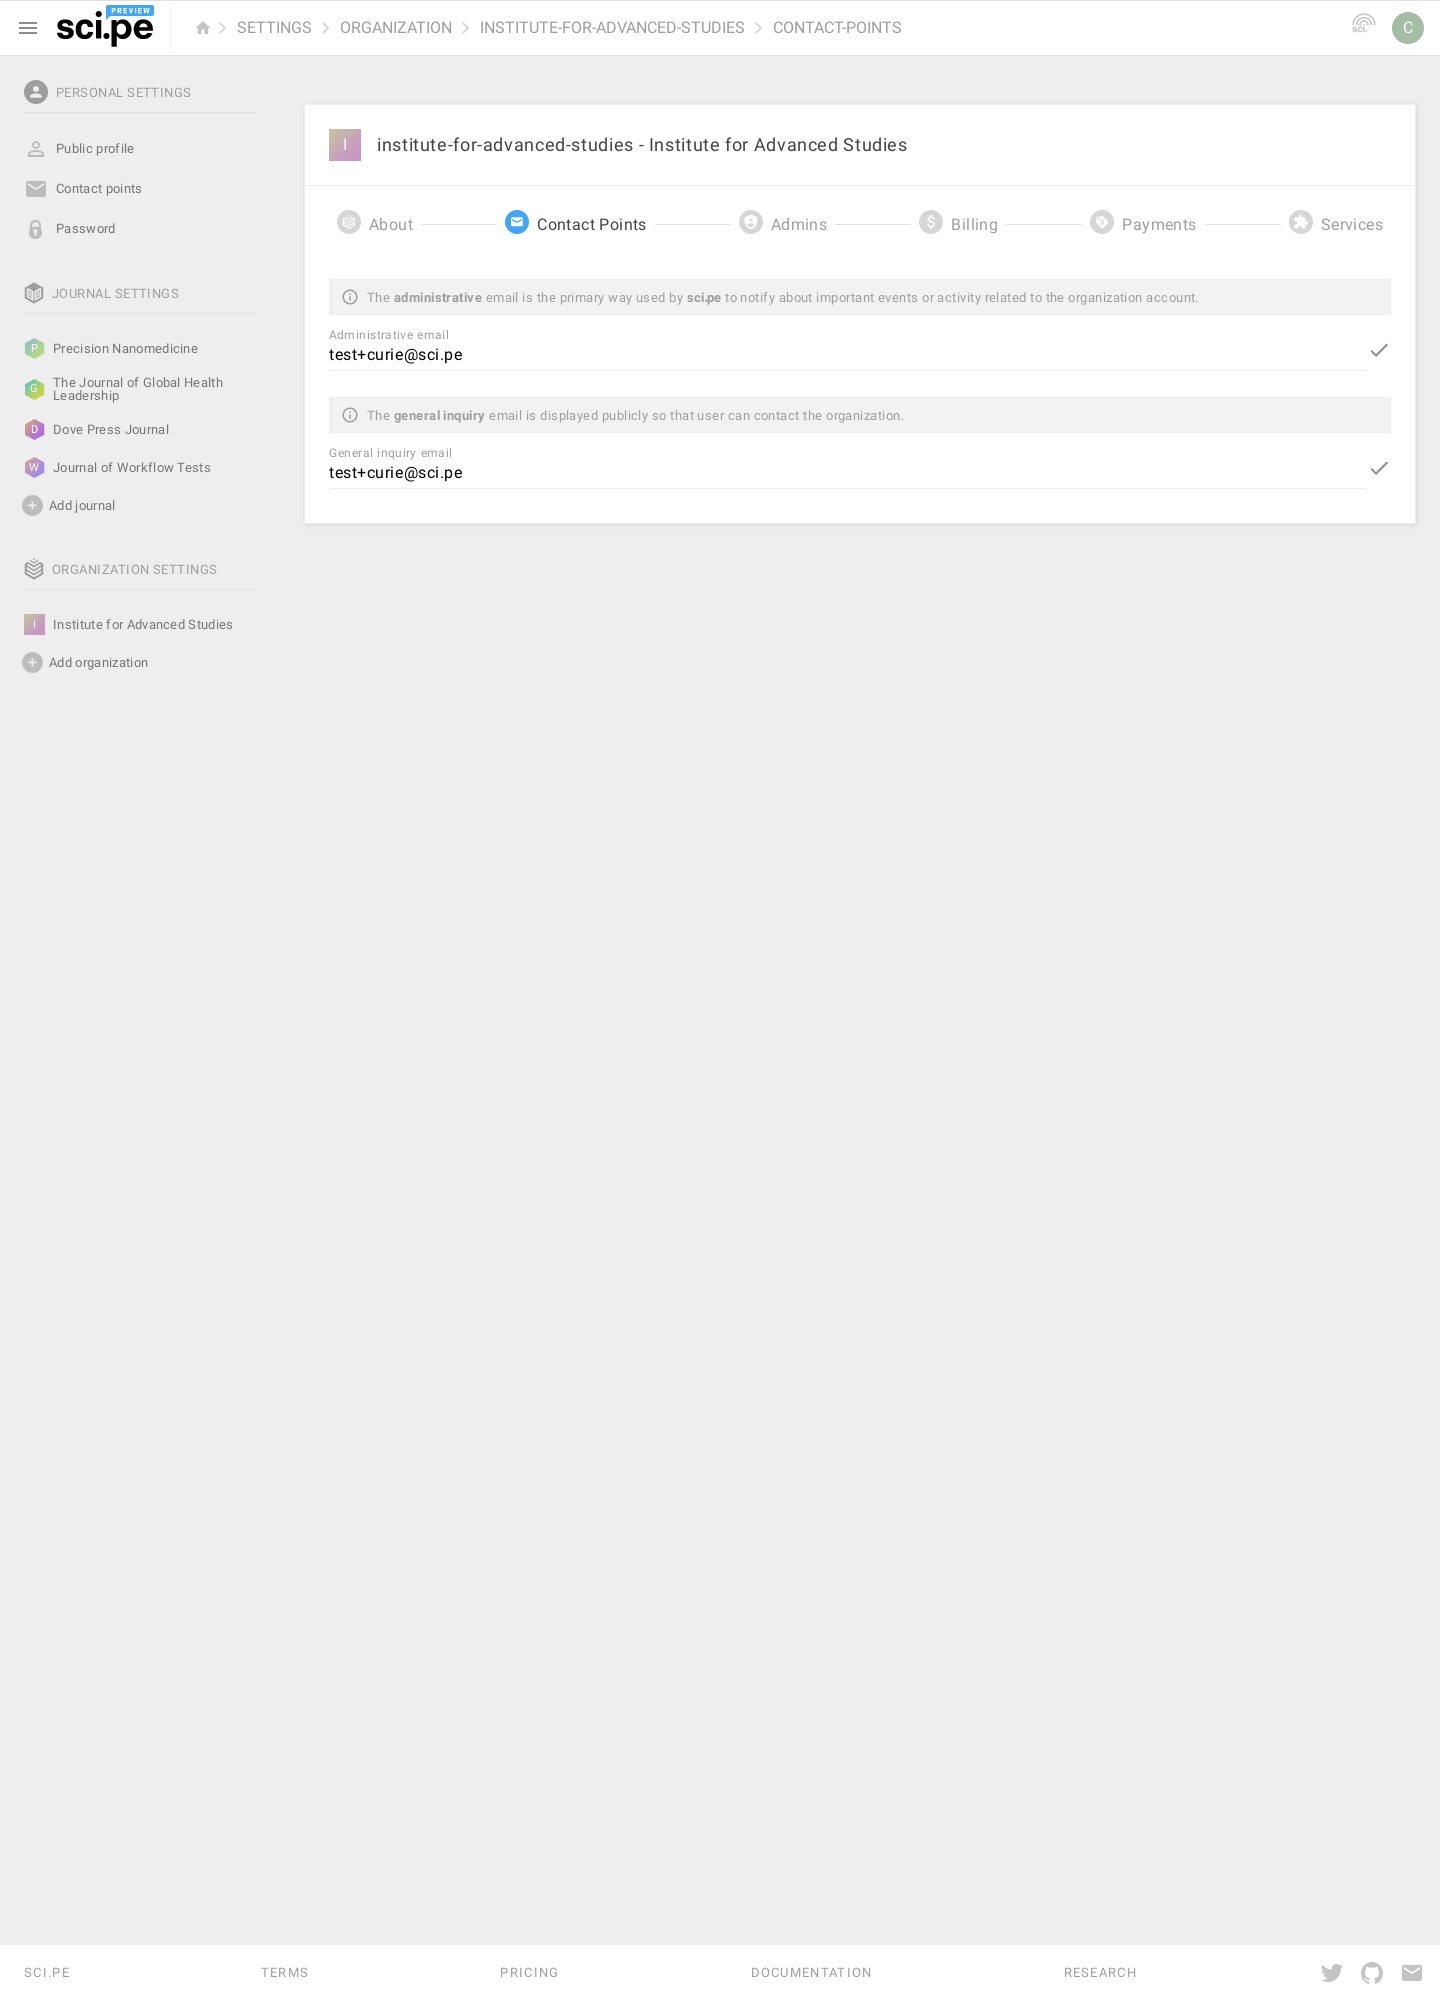 PREVIEW
sci.pe
SETTINGS ORGANIZATION INSTITUTE-FOR-ADVANCED-STUDIES CONTACT-POINTS
sci.
C
PERSONAL SETTINGS
Public profile
Contact points
Password
JOURNAL SETTINGS
P Precision Nanomedicine
G The Journal of Global Health
Leadership
D Dove Press Journal
W Journal of Workflow Tests
Add journal
ORGANIZATION SETTINGS
I Institute for Advanced Studies
Add organization
I institute-for-advanced-studies - Institute for Advanced Studies
About Contact Points Admins Billing Payments Services
The administrative email is the primary way used by sci.pe to notify about important events or activity related to the organization account.
Administrative email
test+curie@sci.pe
The general inquiry email is displayed publicly so that user can contact the organization.
General inquiry email
test+curie@sci.pe
SCI.PE TERMS PRICING DOCUMENTATION RESEARCH